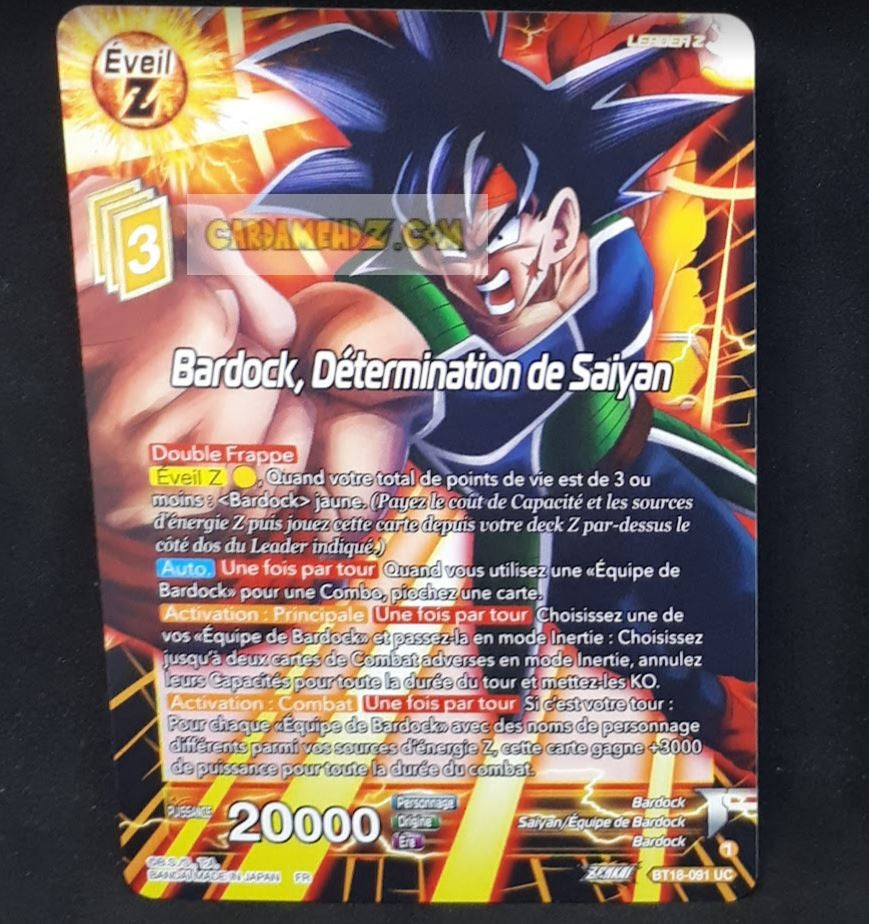 Éveil
Z
LEADER Z
3
CARDAMEHDZ.COM
Bardock, Détermination de Saiyan
Double Frappe
Éveil Z , Quand votre total de points de vie est de 3 ou
moins : <Bardock> jaune. (Payez le coût de Capacité et les sources
d'énergie Z puis jouez cette carte depuis votre deck Z par-dessus le
côté dos du Leader indiqué.)
Auto. Une fois par tour Quand vous utilisez une «Équipe de
Bardock» pour une Combo, piochez une carte.
Activation : Principale Une fois par tour Choisissez une de
vos «Équipe de Bardock» et passez-la en mode Inertie : Choisissez
jusqu'à deux cartes de Combat adverses en mode Inertie, annulez
leurs Capacités pour toute la durée du tour et mettez-les KO.
Activation : Combat Une fois par tour Si c'est votre tour :
Pour chaque «Équipe de Bardock» avec des noms de personnage
différents parmi vos sources d'énergie Z, cette carte gagne +3000
de puissance pour toute la durée du combat.
PUISSANCE 20000
Personnage Bardock
Origine Saiyan/Équipe de Bardock
Ère Bardock
1
BANDAI MADE IN JAPAN FR
ZENKAI BT18-091 UC